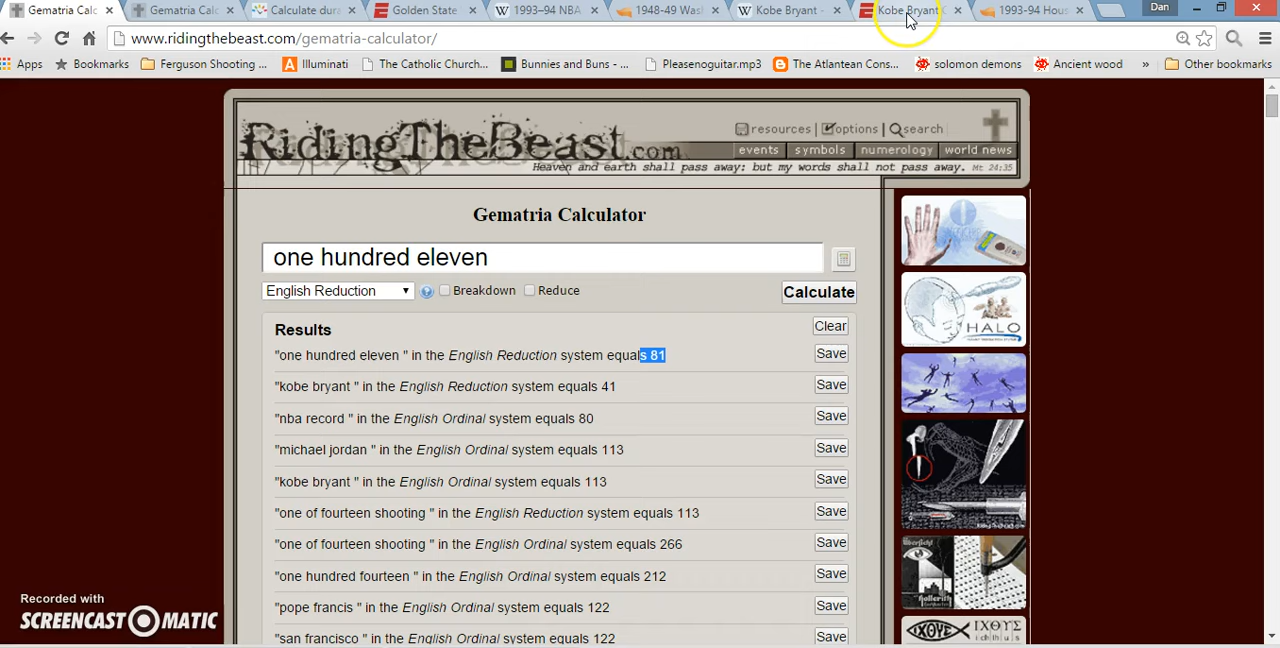 Gematria Calc
Gematria Calc
Calculate dura
Golden State
1993–94 NBA
1948-49 Wash
Kobe Bryant -
Kobe Bryant
1993-94 Hous
Dan
www.ridingthebeast.com/gematria-calculator/
Apps Bookmarks Ferguson Shooting ... Illuminati The Catholic Church... Bunnies and Buns - ... Pleasenoguitar.mp3 The Atlantean Cons... solomon demons Ancient wood » Other bookmarks
RidingTheBeast.com
resources | options | search
events symbols numerology world news
Heaven and earth shall pass away: but my words shall not pass away. Mt 24:35
Gematria Calculator
one hundred eleven
English Reduction Breakdown Reduce Calculate
Results Clear
"one hundred eleven " in the English Reduction system equals 81 Save
"kobe bryant " in the English Reduction system equals 41 Save
"nba record " in the English Ordinal system equals 80 Save
"michael jordan " in the English Ordinal system equals 113 Save
"kobe bryant " in the English Ordinal system equals 113 Save
"one of fourteen shooting " in the English Reduction system equals 113 Save
"one of fourteen shooting " in the English Ordinal system equals 266 Save
"one hundred fourteen " in the English Ordinal system equals 212 Save
"pope francis " in the English Ordinal system equals 122 Save
"san francisco " in the English Ordinal system equals 122 Save
HALO
ΙΧΘΥΣ
Recorded with
SCREENCAST-O-MATIC